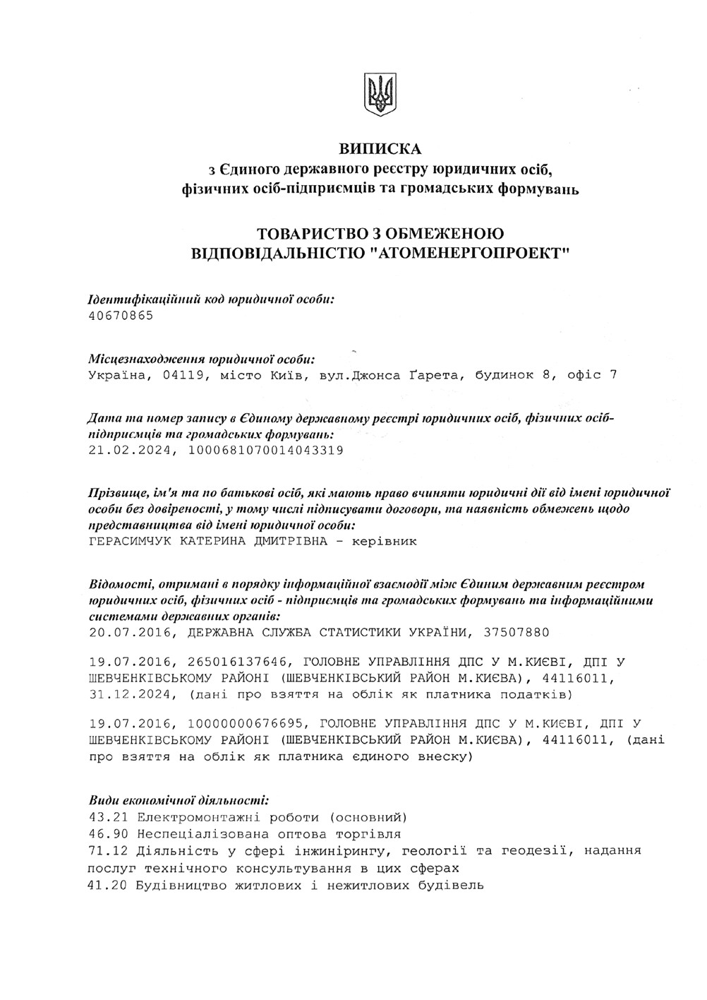 ВИПИСКА
з Єдиного державного реєстру юридичних осіб,
фізичних осіб-підприємців та громадських формувань
ТОВАРИСТВО З ОБМЕЖЕНОЮ
ВІДПОВІДАЛЬНІСТЮ "АТОМЕНЕРГОПРОЕКТ"
Ідентифікаційний код юридичної особи:
40670865
Місцезнаходження юридичної особи:
Україна, 04119, місто Київ, вул.Джонса Ґарета, будинок 8, офіс 7
Дата та номер запису в Єдиному державному реєстрі юридичних осіб, фізичних осіб-
підприємців та громадських формувань:
21.02.2024, 1000681070014043319
Прізвище, ім'я та по батькові осіб, які мають право вчиняти юридичні дії від імені юридичної
особи без довіреності, у тому числі підписувати договори, та наявність обмежень щодо
представництва від імені юридичної особи:
ГЕРАСИМЧУК КАТЕРИНА ДМИТРІВНА - керівник
Відомості, отримані в порядку інформаційної взаємодії між Єдиним державним реєстром
юридичних осіб, фізичних осіб - підприємців та громадських формувань та інформаційними
системами державних органів:
20.07.2016, ДЕРЖАВНА СЛУЖБА СТАТИСТИКИ УКРАЇНИ, 37507880
19.07.2016, 265016137646, ГОЛОВНЕ УПРАВЛІННЯ ДПС У М.КИЄВІ, ДПІ У
ШЕВЧЕНКІВСЬКОМУ РАЙОНІ (ШЕВЧЕНКІВСЬКИЙ РАЙОН М.КИЄВА), 44116011,
31.12.2024, (дані про взяття на облік як платника податків)
19.07.2016, 10000000676695, ГОЛОВНЕ УПРАВЛІННЯ ДПС У М.КИЄВІ, ДПІ У
ШЕВЧЕНКІВСЬКОМУ РАЙОНІ (ШЕВЧЕНКІВСЬКИЙ РАЙОН М.КИЄВА), 44116011, (дані
про взяття на облік як платника єдиного внеску)
Види економічної діяльності:
43.21 Електромонтажні роботи (основний)
46.90 Неспеціалізована оптова торгівля
71.12 Діяльність у сфері інжинірингу, геології та геодезії, надання
послуг технічного консультування в цих сферах
41.20 Будівництво житлових і нежитлових будівель